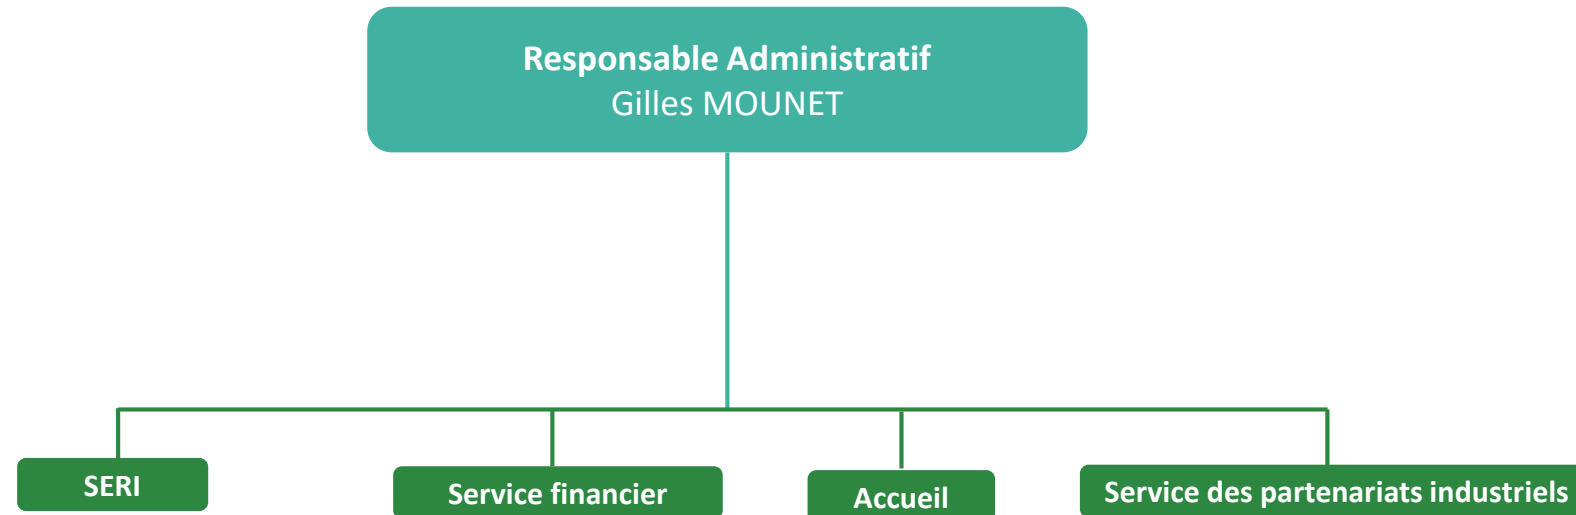 Responsable Administratif
Gilles MOUNET
SERI
Service financier
Accueil
Service des partenariats industriels